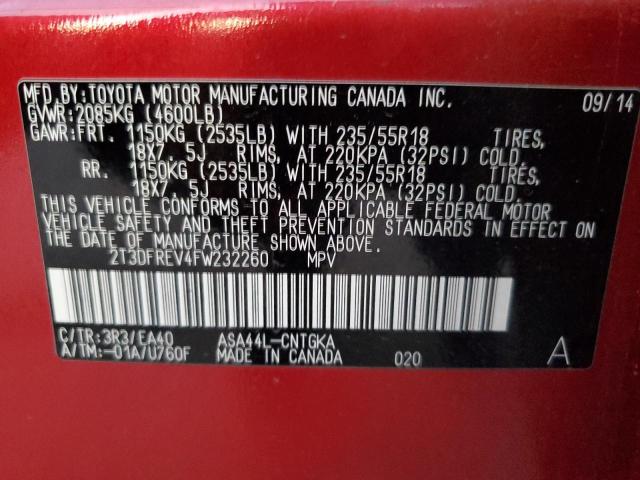 MFD.BY:TOYOTA MOTOR MANUFACTURING CANADA INC. 09/14
GVWR:2085KG (4600LB)
GAWR:FRT. 1150KG (2535LB) WITH 235/55R18 TIRES,
18X7. 5J RIMS, AT 220KPA (32PSI) COLD.
RR. 1150KG (2535LB) WITH 235/55R18 TIRES,
18X7. 5J RIMS, AT 220KPA (32PSI) COLD.
THIS VEHICLE CONFORMS TO ALL APPLICABLE FEDERAL MOTOR
VEHICLE SAFETY AND THEFT PREVENTION STANDARDS IN EFFECT ON
THE DATE OF MANUFACTURE SHOWN ABOVE.
2T3DFREV4FW232260 MPV
C/TR:3R3/EA40 ASA44L-CNTGKA
A/TM:-01A/U760F MADE IN CANADA 020 A